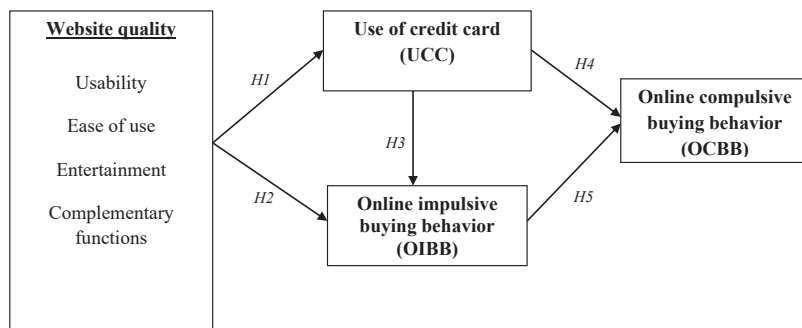 Website quality
Usability
Ease of use
Entertainment
Complementary
functions
H1
H2
Use of credit card
(UCC)
H3
Online impulsive
buying behavior
(OIBB)
H4
H5
Online compulsive
buying behavior
(OCBB)